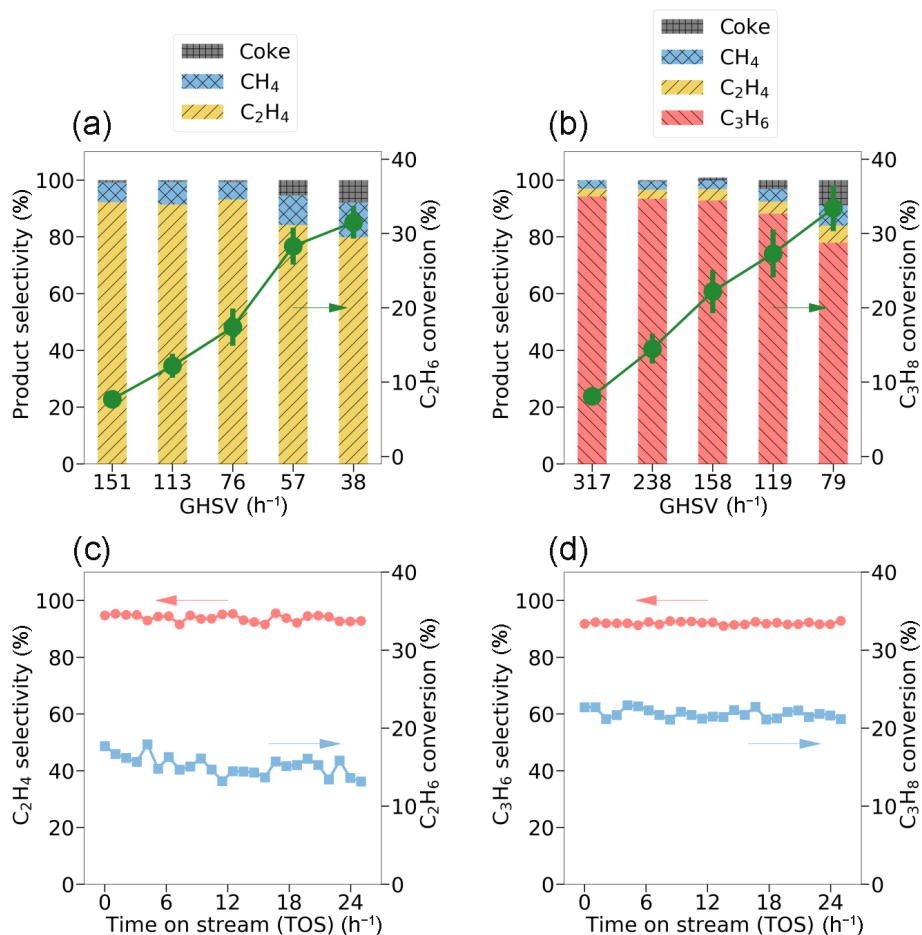 Coke
CH₄
C₂H₄
Coke
CH₄
C₂H₄
C₃H₆
(a)
100
80
60
40
20
0
Product selectivity (%)
40
30
20
10
0
C₂H₆ conversion (%)
151 113 76 57 38
GHSV (h⁻¹)
(b)
100
80
60
40
20
0
Product selectivity (%)
40
30
20
10
0
C₃H₈ conversion (%)
317 238 158 119 79
GHSV (h⁻¹)
(c)
100
80
60
40
20
0
C₂H₄ selectivity (%)
40
30
20
10
0
C₂H₆ conversion (%)
0 6 12 18 24
Time on stream (TOS) (h⁻¹)
(d)
100
80
60
40
20
0
C₃H₆ selectivity (%)
40
30
20
10
0
C₃H₈ conversion (%)
0 6 12 18 24
Time on stream (TOS) (h⁻¹)